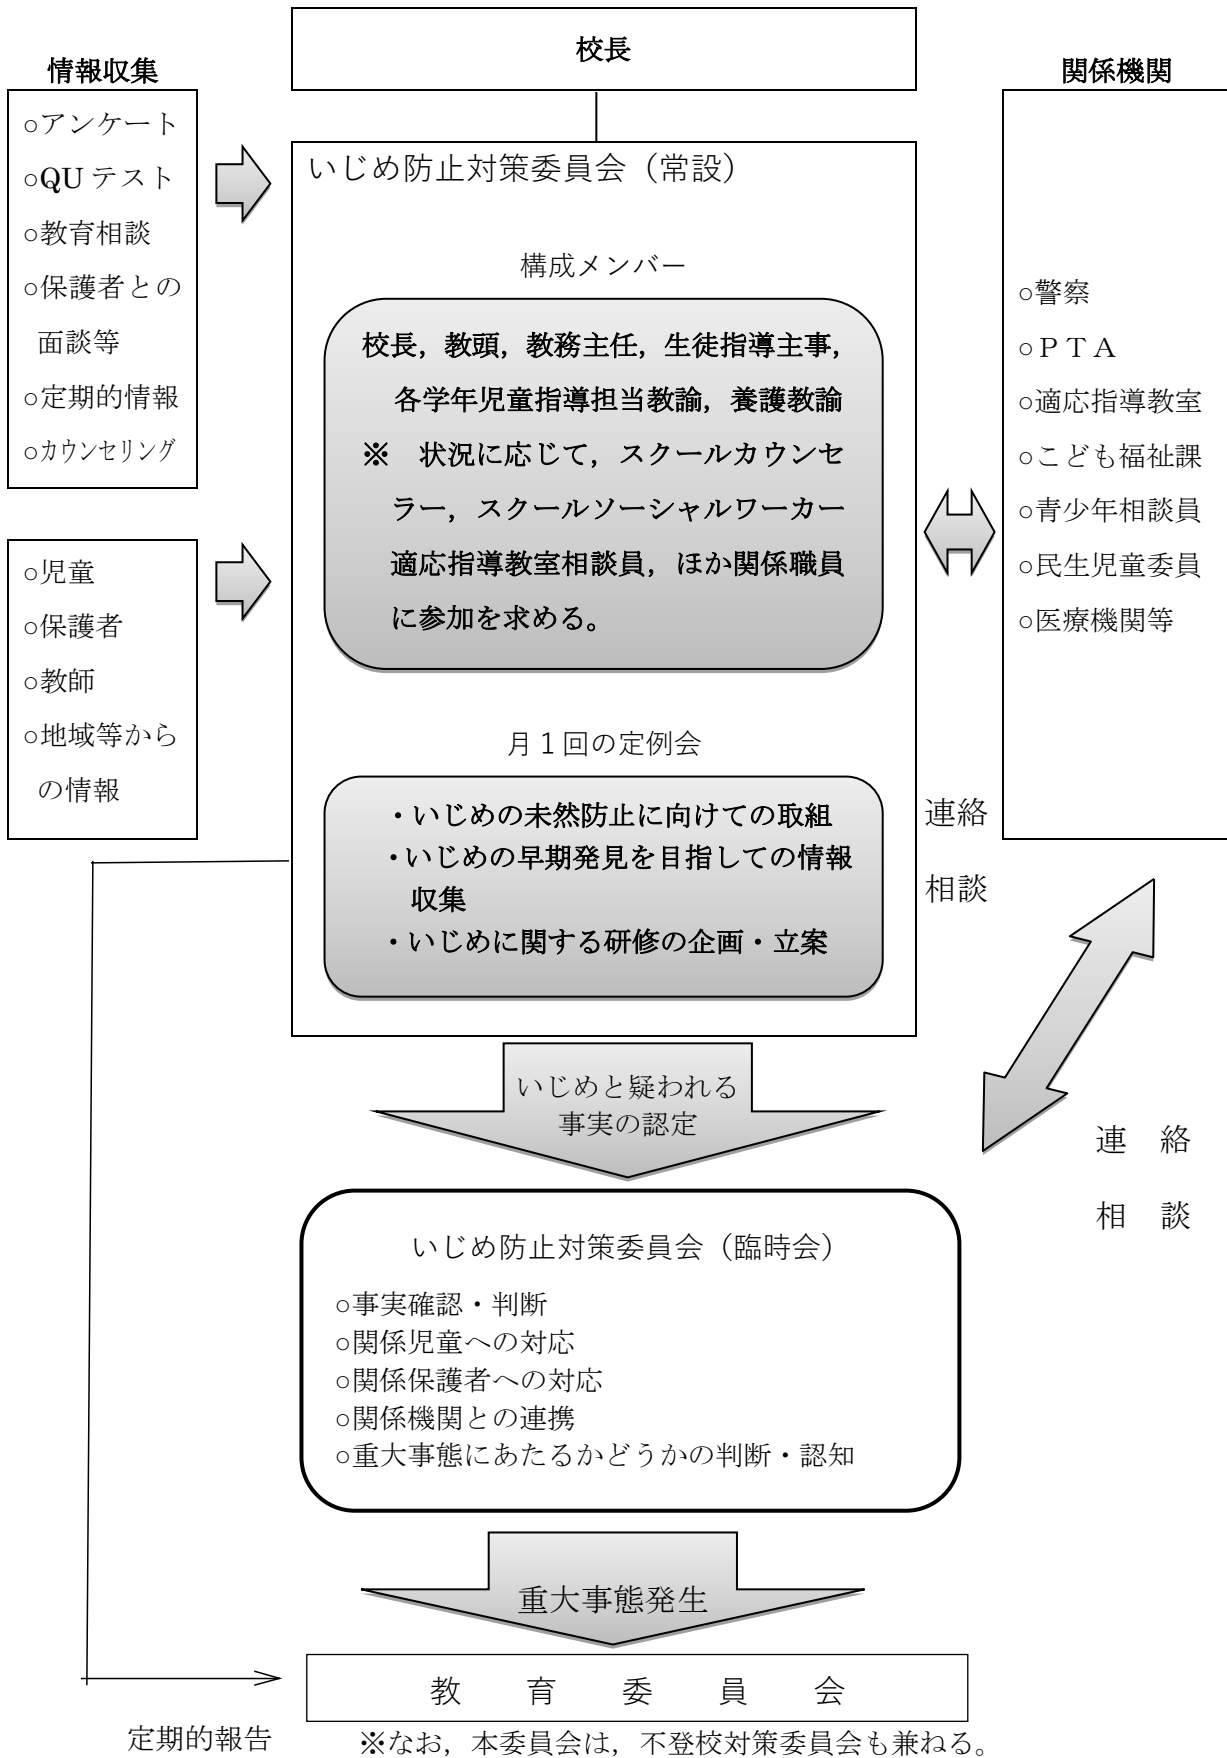 校長
情報収集
○アンケート
○QU テスト
○教育相談
○保護者との
面談等
○定期的情報
○カウンセリング
○児童
○保護者
○教師
○地域等から
の情報
いじめ防止対策委員会（常設）
構成メンバー
校長，教頭，教務主任，生徒指導主事，
各学年児童指導担当教諭，養護教諭
※　状況に応じて，スクールカウンセ
ラー，スクールソーシャルワーカー
適応指導教室相談員，ほか関係職員
に参加を求める。
月１回の定例会
・いじめの未然防止に向けての取組
・いじめの早期発見を目指しての情報
収集
・いじめに関する研修の企画・立案
関係機関
○警察
○ＰＴＡ
○適応指導教室
○こども福祉課
○青少年相談員
○民生児童委員
○医療機関等
連絡
相談
いじめと疑われる
事実の認定
連　絡
相　談
いじめ防止対策委員会（臨時会）
○事実確認・判断
○関係児童への対応
○関係保護者への対応
○関係機関との連携
○重大事態にあたるかどうかの判断・認知
重大事態発生
教　育　委　員　会
定期的報告
※なお，本委員会は，不登校対策委員会も兼ねる。